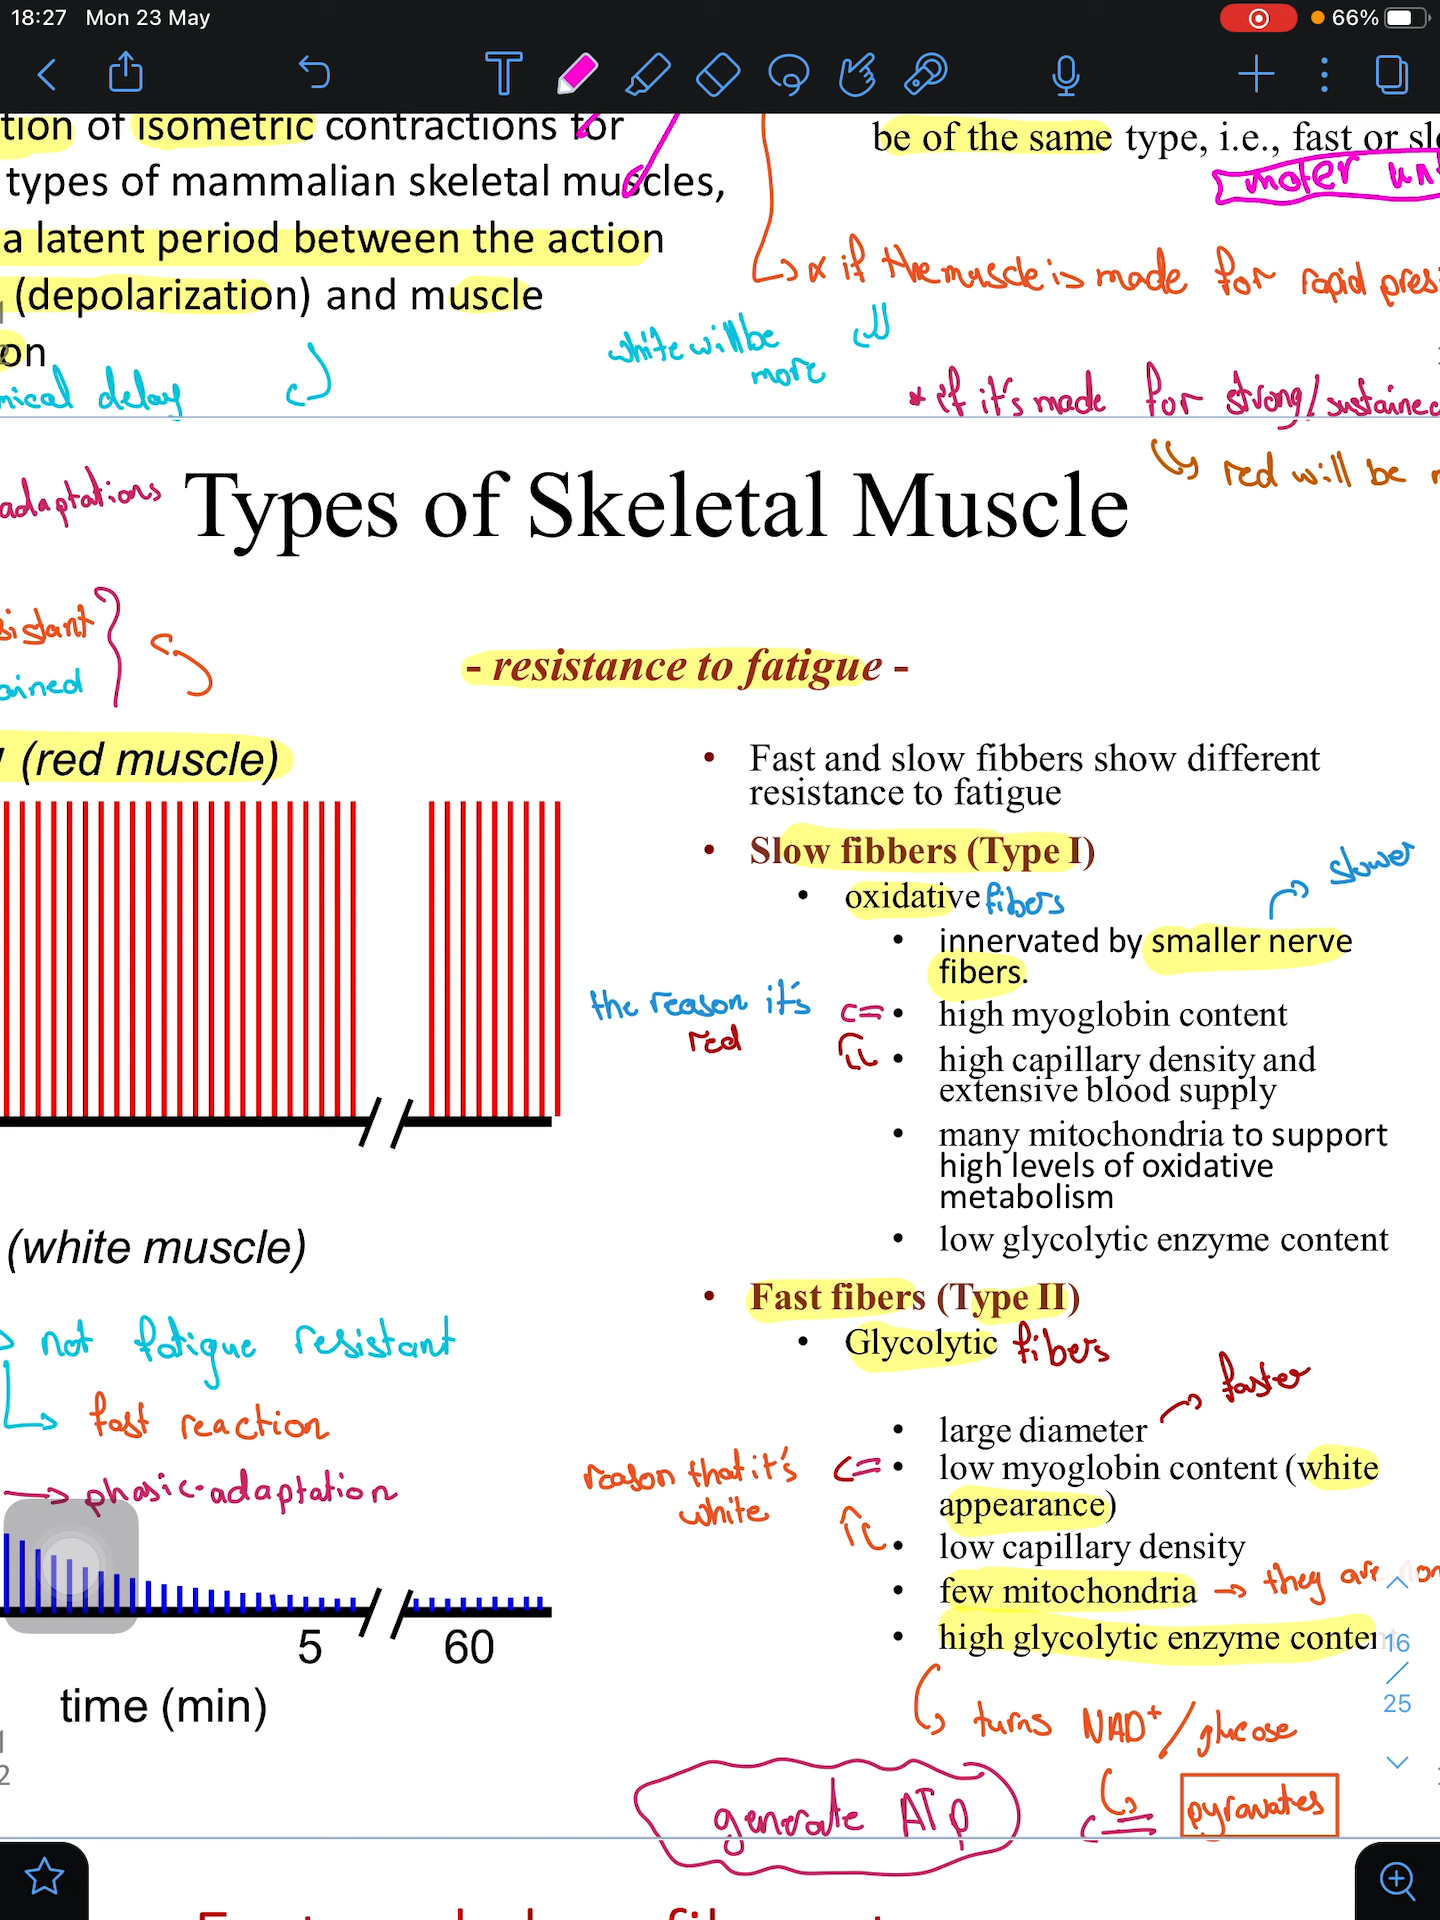 18:27 Mon 23 May
66%
tion of isometric contractions for
types of mammalian skeletal muscles,
a latent period between the action
(depolarization) and muscle
on
mical delay
be of the same type, i.e., fast or slo
moter un
* if the muscle is made for rapid pres
white will be
more
* if it's made for strong/sustained
red will be
adaptations
Types of Skeletal Muscle
sistant
ained
- resistance to fatigue -
(red muscle)
• Fast and slow fibbers show different
resistance to fatigue
• Slow fibbers (Type I)
slower
• oxidative fibers
• innervated by smaller nerve
fibers.
the reason it's
red
• high myoglobin content
• high capillary density and
extensive blood supply
• many mitochondria to support
high levels of oxidative
metabolism
• low glycolytic enzyme content
(white muscle)
not fatigue resistant
fast reaction
phasic-adaptation
5 60
time (min)
• Fast fibers (Type II)
• Glycolytic fibers
faster
• large diameter
reason that it's
white
• low myoglobin content (white
appearance)
• low capillary density
• few mitochondria → they are non
• high glycolytic enzyme conten
16
/
25
turns NAD+/glucose
pyravates
generate ATP
1
2